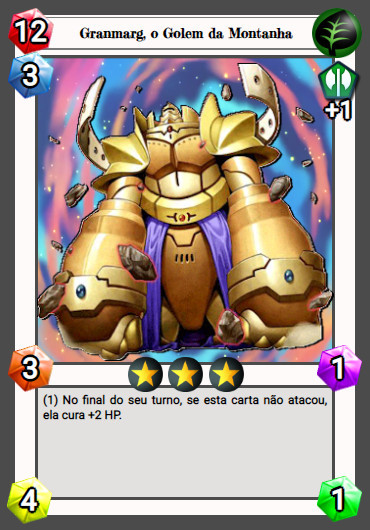 12
Granmarg, o Golem da Montanha
3
+1
3
1
(1) No final do seu turno, se esta carta não atacou,
ela cura +2 HP.
4
1